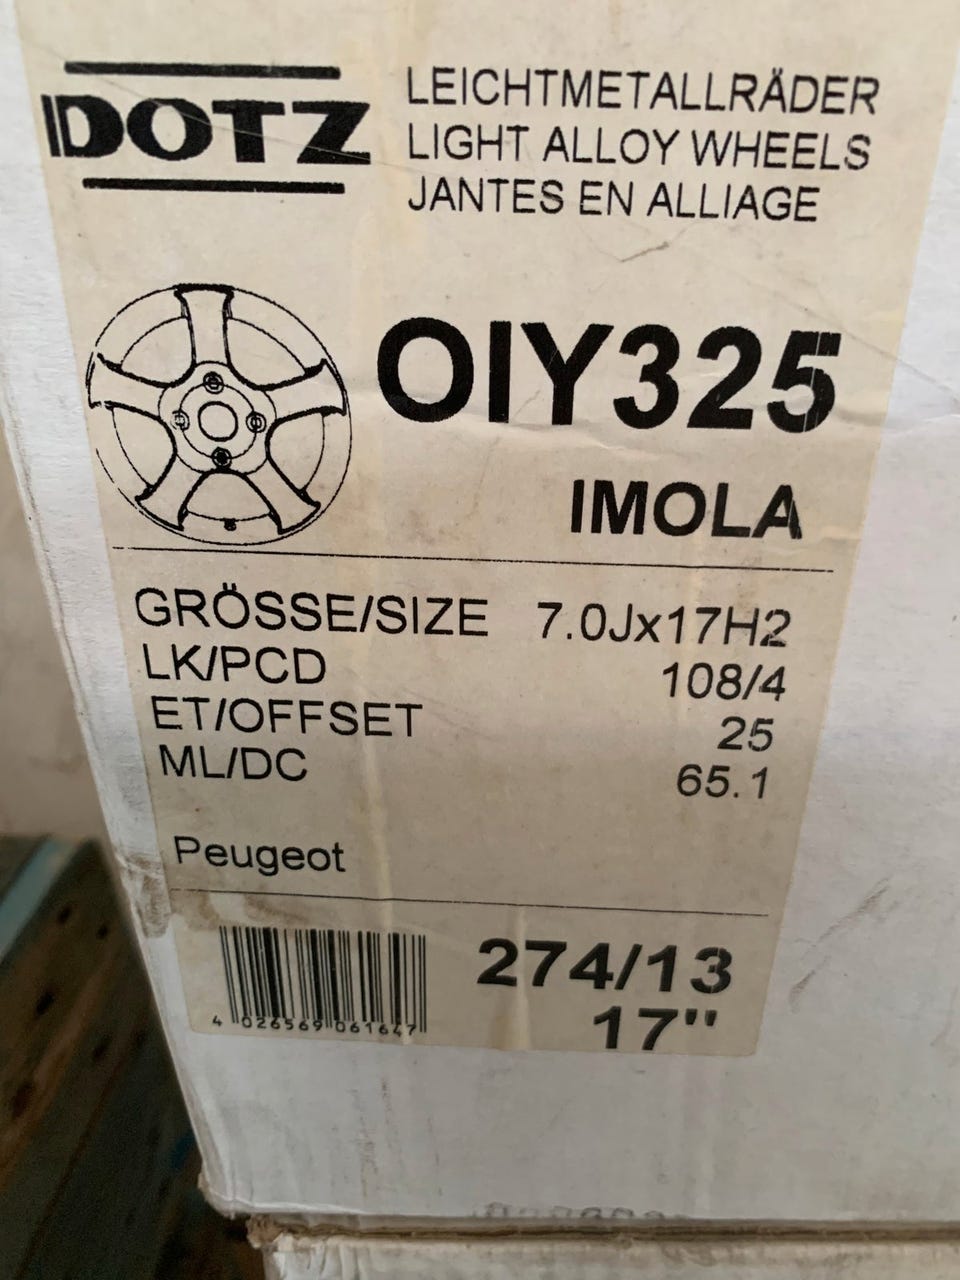 DOTZ
LEICHTMETALLRÄDER
LIGHT ALLOY WHEELS
JANTES EN ALLIAGE
OIY325
IMOLA
GRÖSSE/SIZE 7.0Jx17H2
LK/PCD 108/4
ET/OFFSET 25
ML/DC 65.1
Peugeot
274/13
17"
4 026569 061647